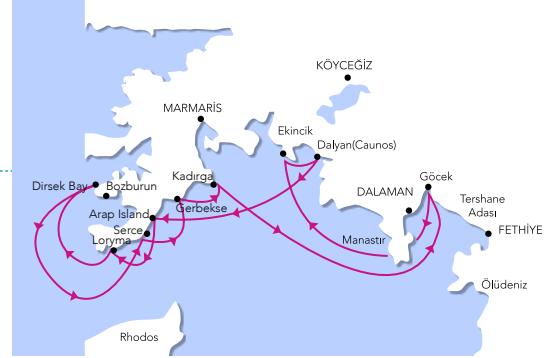 KÖYCEĞİZ
MARMARİS
Ekincik
Dalyan(Caunos)
Kadırga
Göcek
Dirsek Bay
Bozburun
DALAMAN
Tershane
Adası
Gerbekse
Arap Island
Serce
FETHİYE
Loryma
Manastır
Ölüdeniz
Rhodos